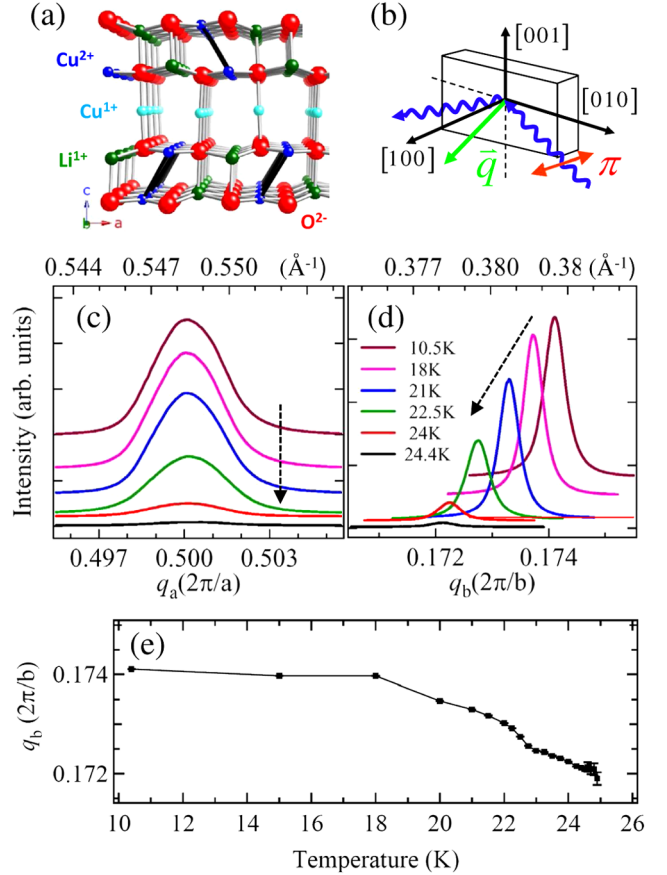 (a)
Cu2+
Cu1+
Li1+
O2-
c
b
a
(b)
[001]
[010]
[100]
q
π
0.544 0.547 0.550 (Å-1)
(c)
Intensity (arb. units)
0.497 0.500 0.503
qa(2π/a)
0.377 0.380 0.38 (Å-1)
(d)
10.5K
18K
21K
22.5K
24K
24.4K
0.172 0.174
qb(2π/b)
(e)
qb (2π/b)
0.174
0.172
10 12 14 16 18 20 22 24 26
Temperature (K)